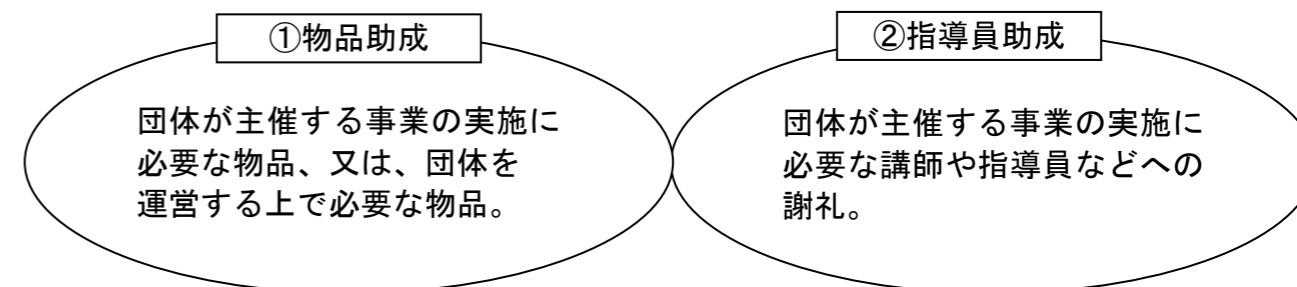 ①物品助成
団体が主催する事業の実施に
必要な物品、又は、団体を
運営する上で必要な物品。
②指導員助成
団体が主催する事業の実施に
必要な講師や指導員などへの
謝礼。